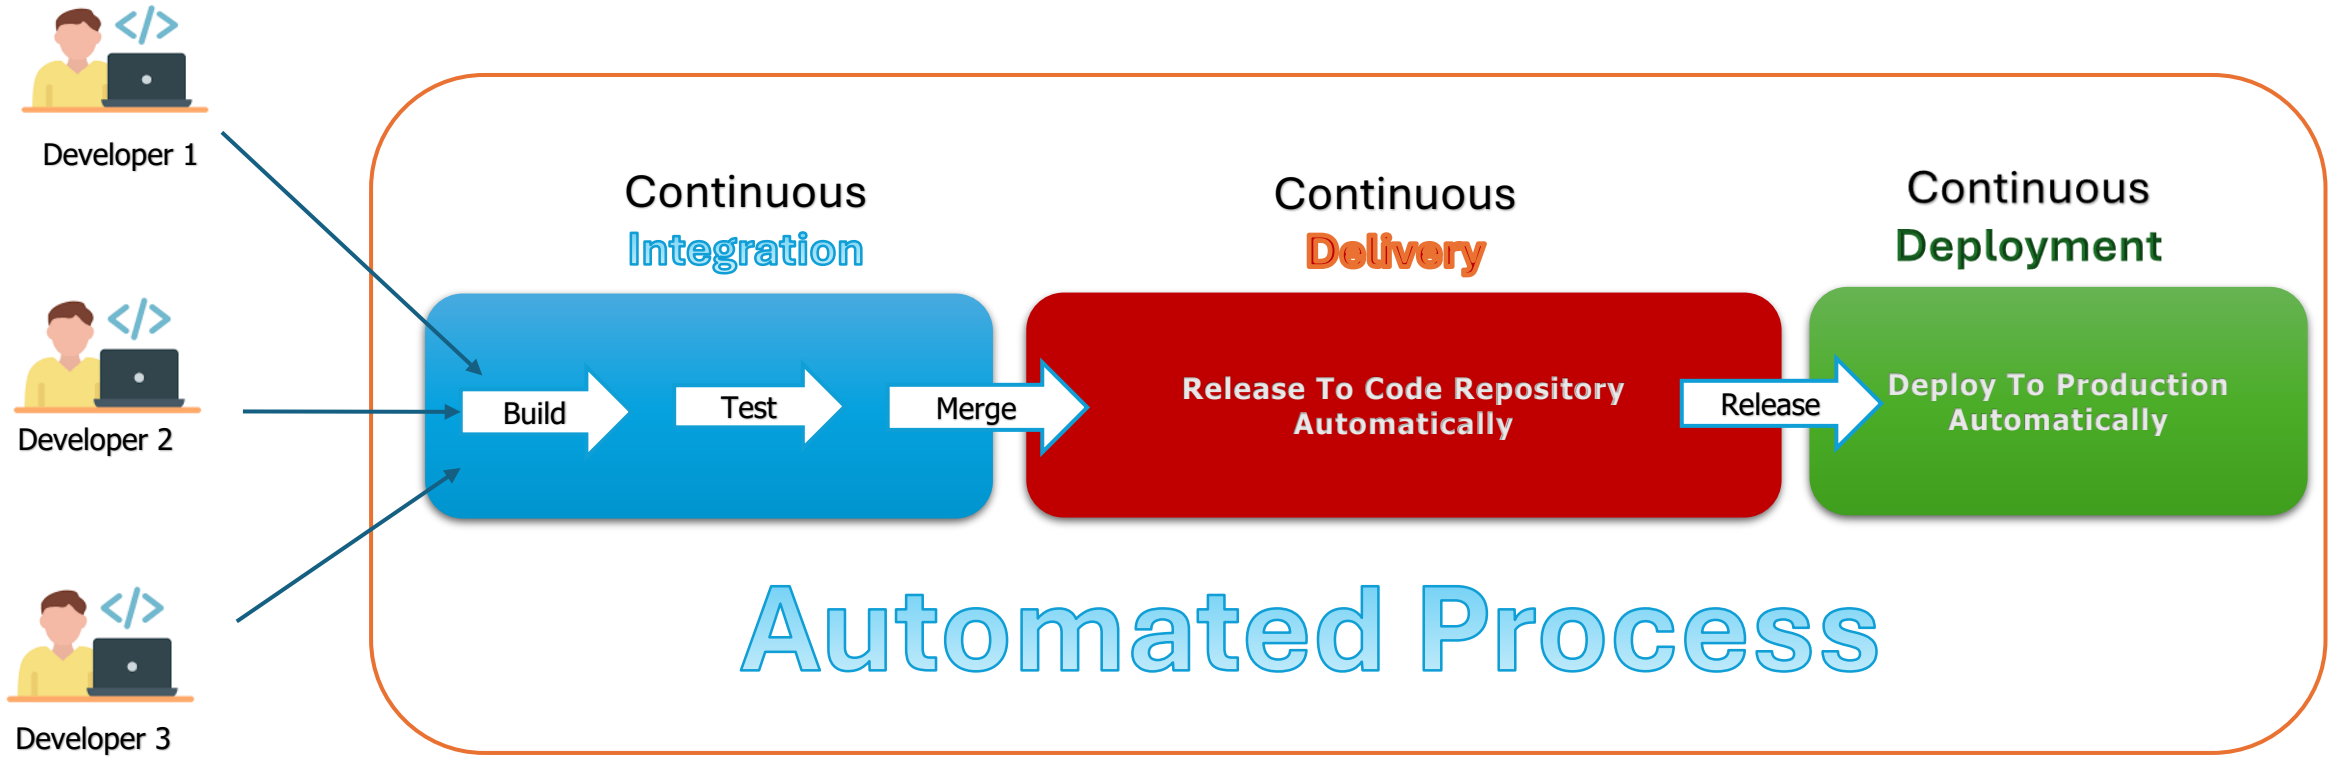 </>
Developer 1
</>
Developer 2
</>
Developer 3
Continuous
Integration
Build
Test
Merge
Continuous
Delivery
Release To Code Repository
Automatically
Release
Continuous
Deployment
Deploy To Production
Automatically
Automated Process